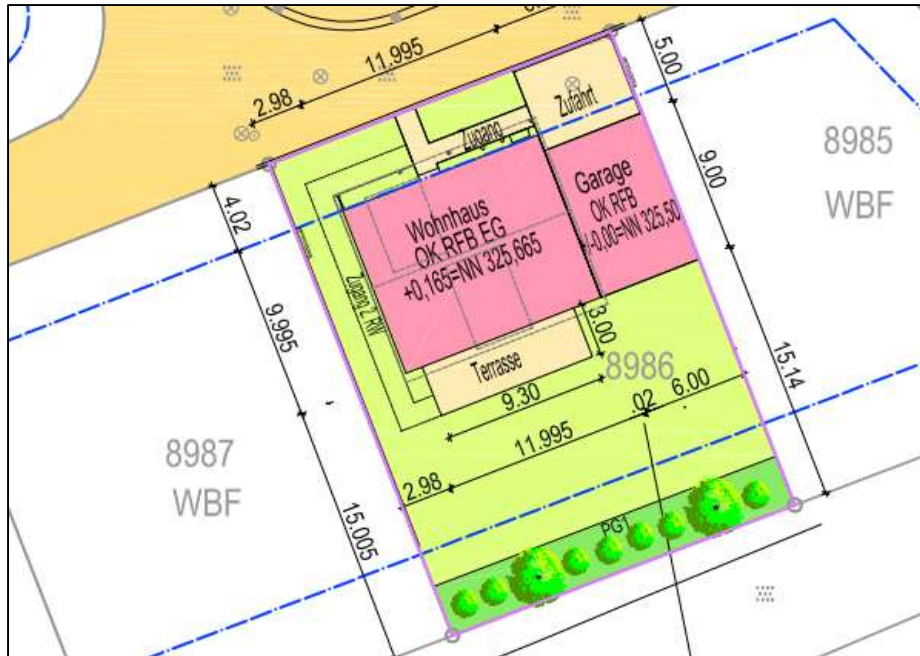 2.98
11.995
5.00
Zufahrt
Zugang
8985
WBF
9.00
Garage
OK RFB
+/-0,00=NN 325,50
Wohnhaus
OK RFB EG
+0,165=NN 325,665
4.02
Zugang 2. RW
9.995
3.00
Terrasse
8986
9.30
6.00
.02
15.14
11.995
2.98
8987
WBF
15.005
PG1